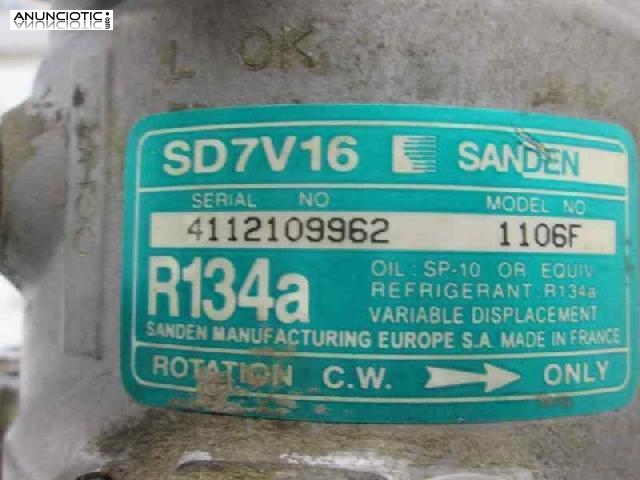 ANUNCIOTIC.com
L OK
SD7V16 SANDEN
SERIAL NO MODEL NO
4112109962 1106F
R134a
OIL: SP-10 OR EQUIV
REFRIGERANT: R134a
VARIABLE DISPLACEMENT
SANDEN MANUFACTURING EUROPE S.A. MADE IN FRANCE
ROTATION C.W. ONLY